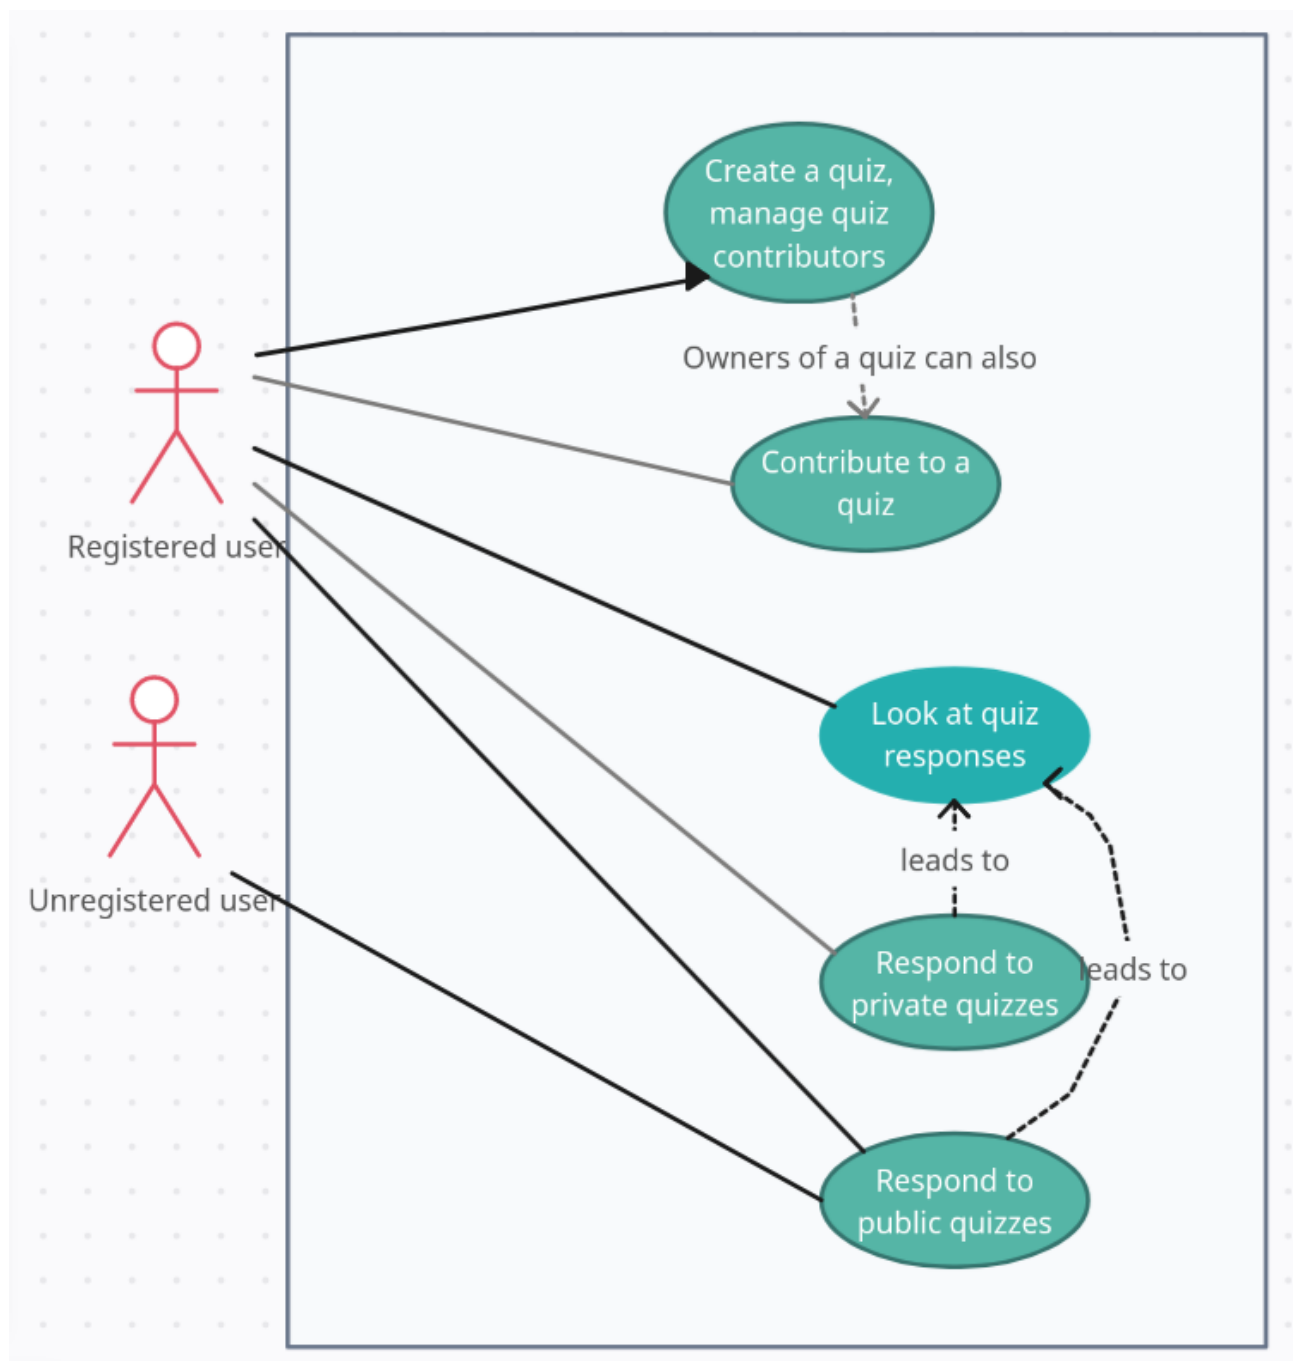 Create a quiz,
manage quiz
contributors
Owners of a quiz can also
Contribute to a
quiz
Registered user
Look at quiz
responses
leads to
Unregistered user
Respond to
private quizzes
leads to
Respond to
public quizzes